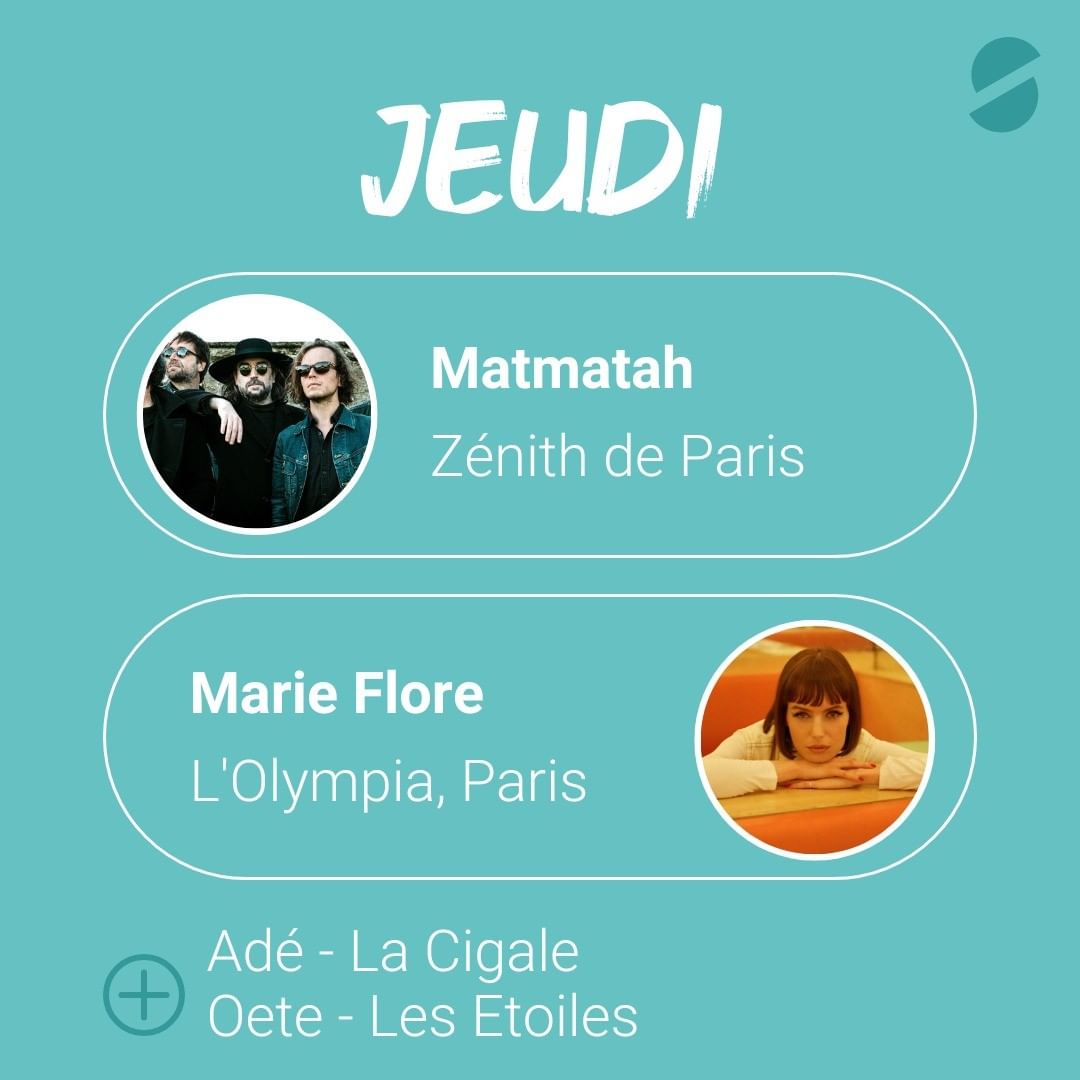 JEUDI
Matmatah
Zénith de Paris
Marie Flore
L'Olympia, Paris
Adé - La Cigale
Oete - Les Etoiles